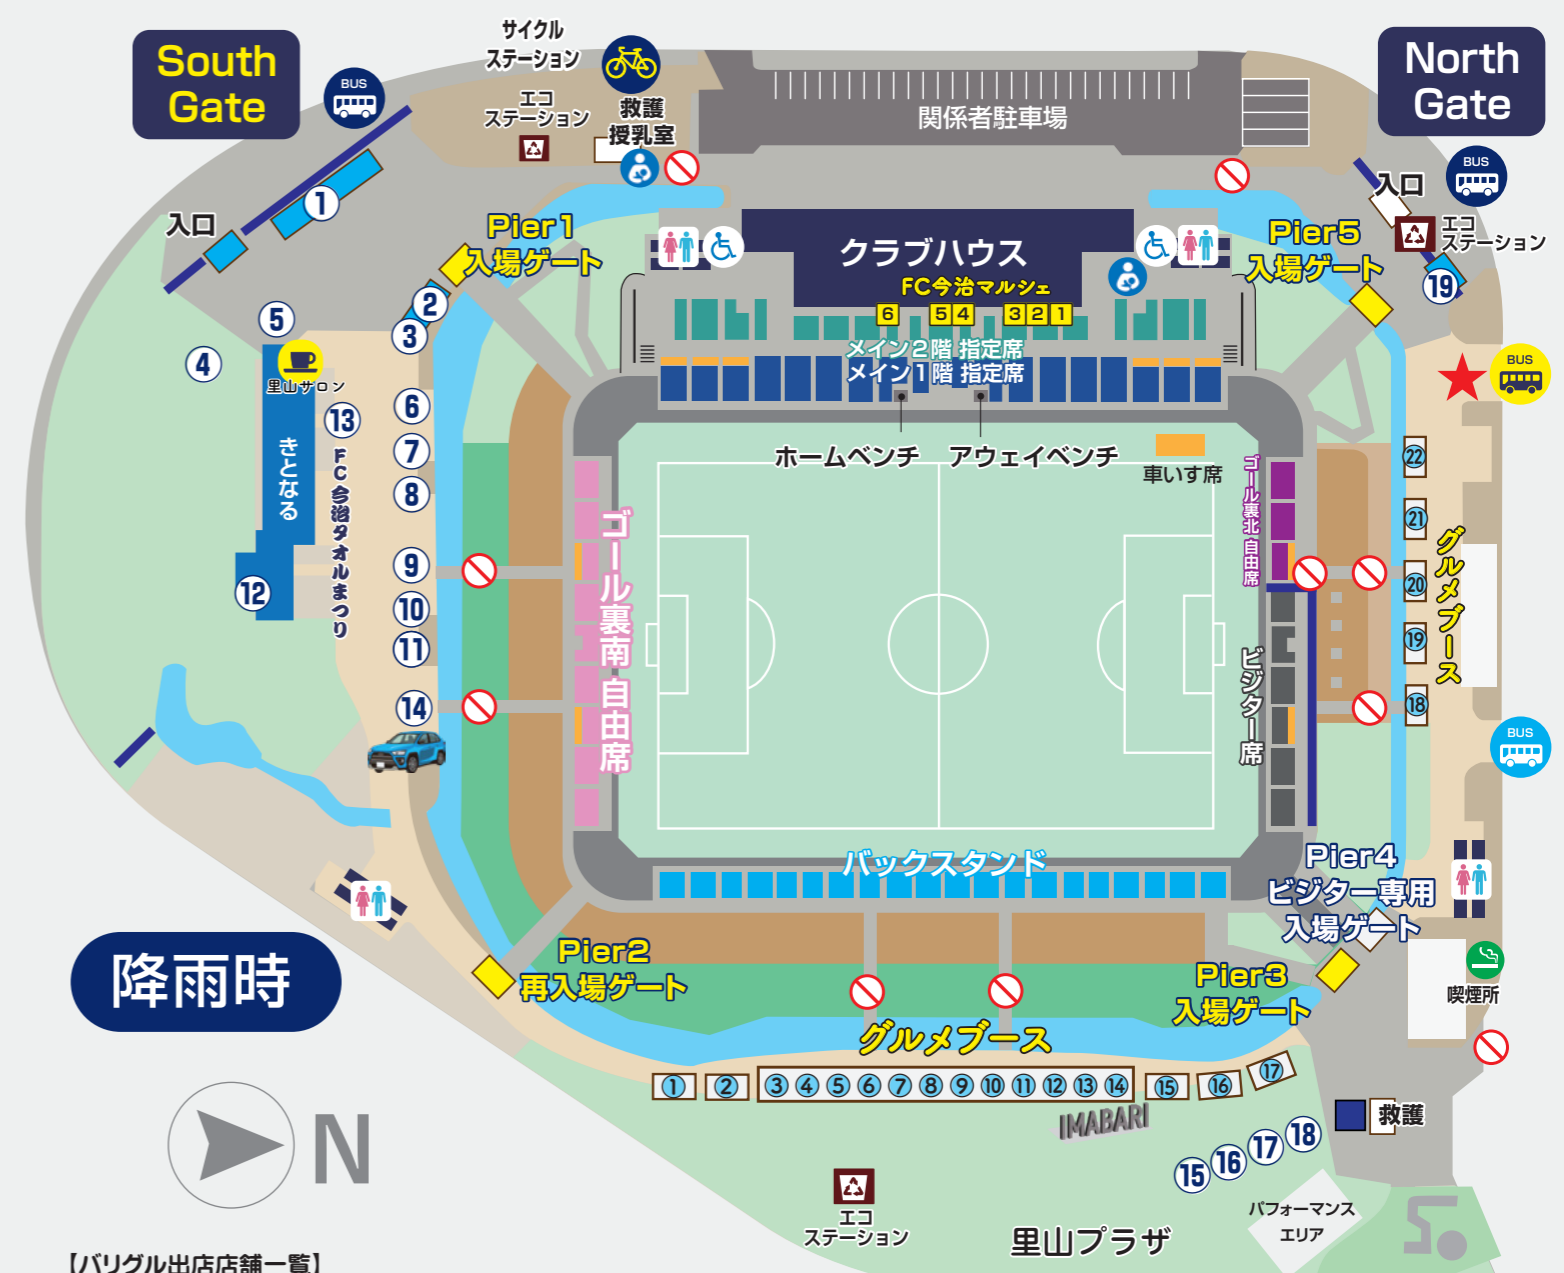 South
Gate
BUS
サイクル
ステーション
エコ
ステーション
救護
授乳室
関係者駐車場
North
Gate
BUS
入口
エコ
ステーション
19
入口
1
Pier1
入場ゲート
2
3
クラブハウス
FC今治マルシェ
6 5 4 3 2 1
メイン2階 指定席
メイン1階 指定席
Pier5
入場ゲート
BUS
5
4
里山サロン
13
きとなる
FC今治タオルまつり
12
6
7
8
9
10
11
14
ホームベンチ
アウェイベンチ
車いす席
ゴール裏南 自由席
ゴール裏北 自由席
ビジター席
22
21
20
19
18
グルメブース
BUS
バックスタンド
Pier4
ビジター専用
入場ゲート
Pier2
再入場ゲート
Pier3
入場ゲート
喫煙所
降雨時
グルメブース
1 2 3 4 5 6 7 8 9 10 11 12 13 14 15 16 17
IMABARI
救護
15 16 17 18
N
エコ
ステーション
里山プラザ
パフォーマンス
エリア
【バリグル出店店舗一覧】